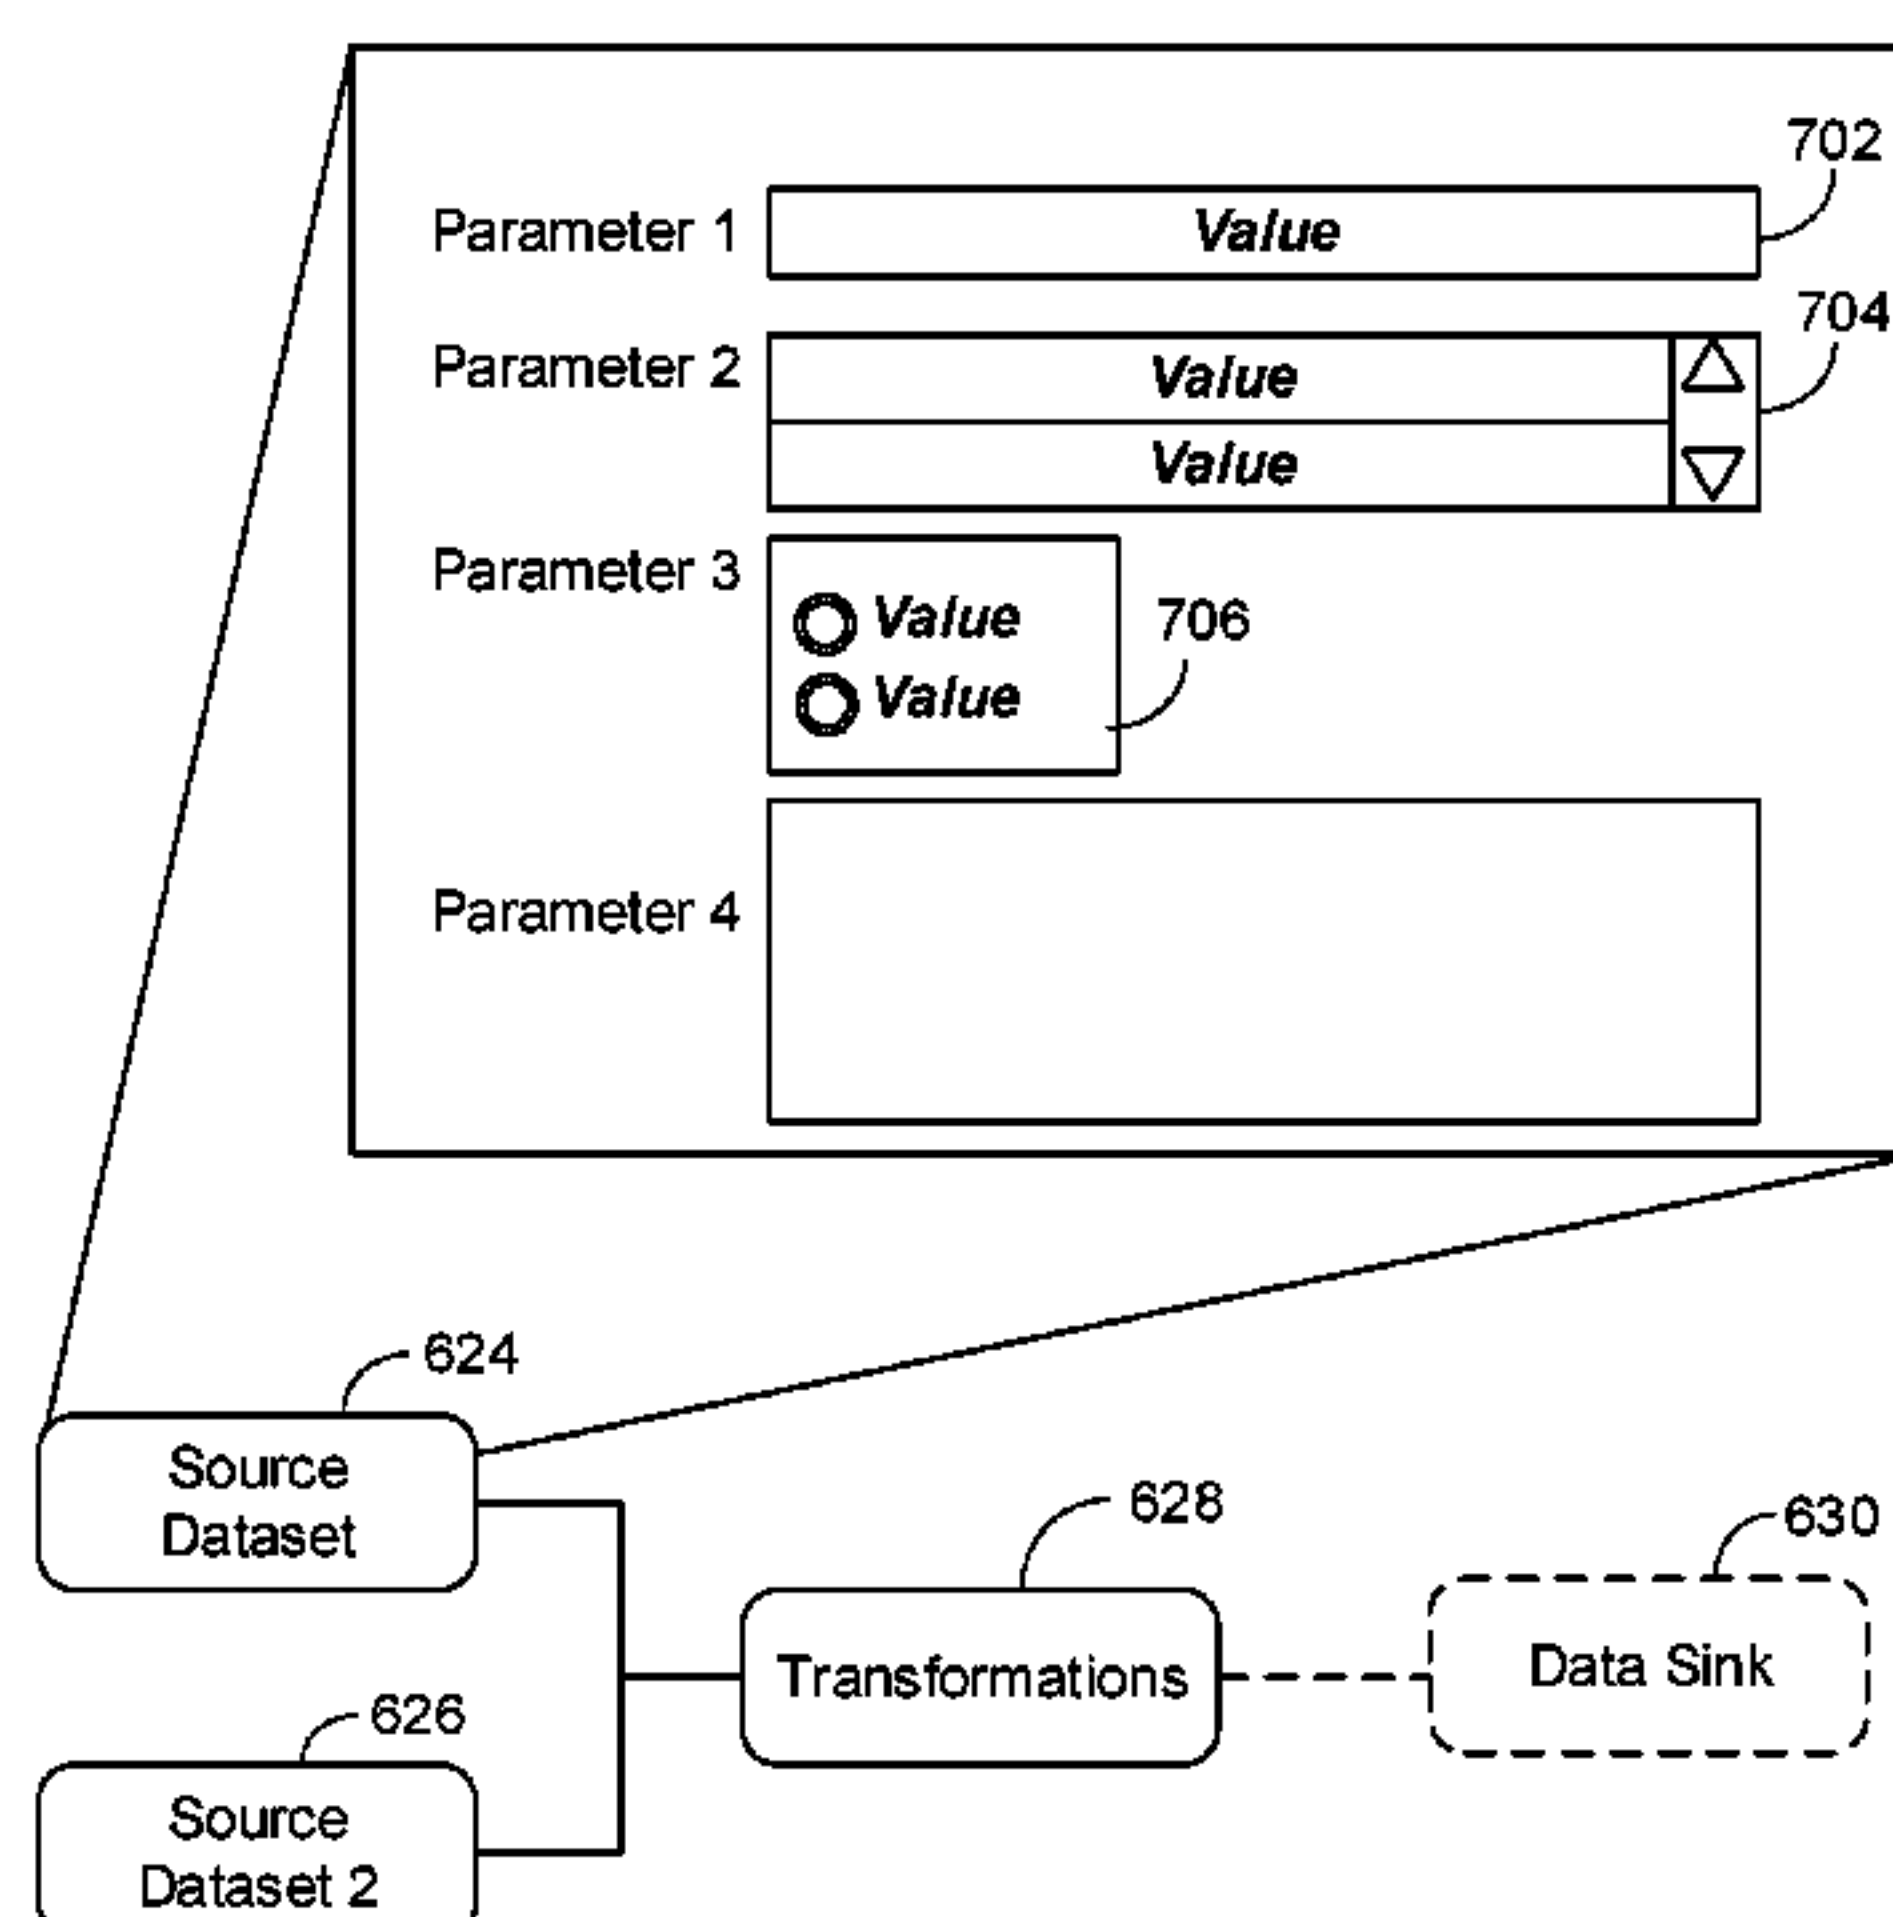 702
Parameter 1 Value
704
Parameter 2 Value
Value
Parameter 3
Value
706
Value
Parameter 4
624
Source
Dataset
628
630
Transformations
Data Sink
626
Source
Dataset 2